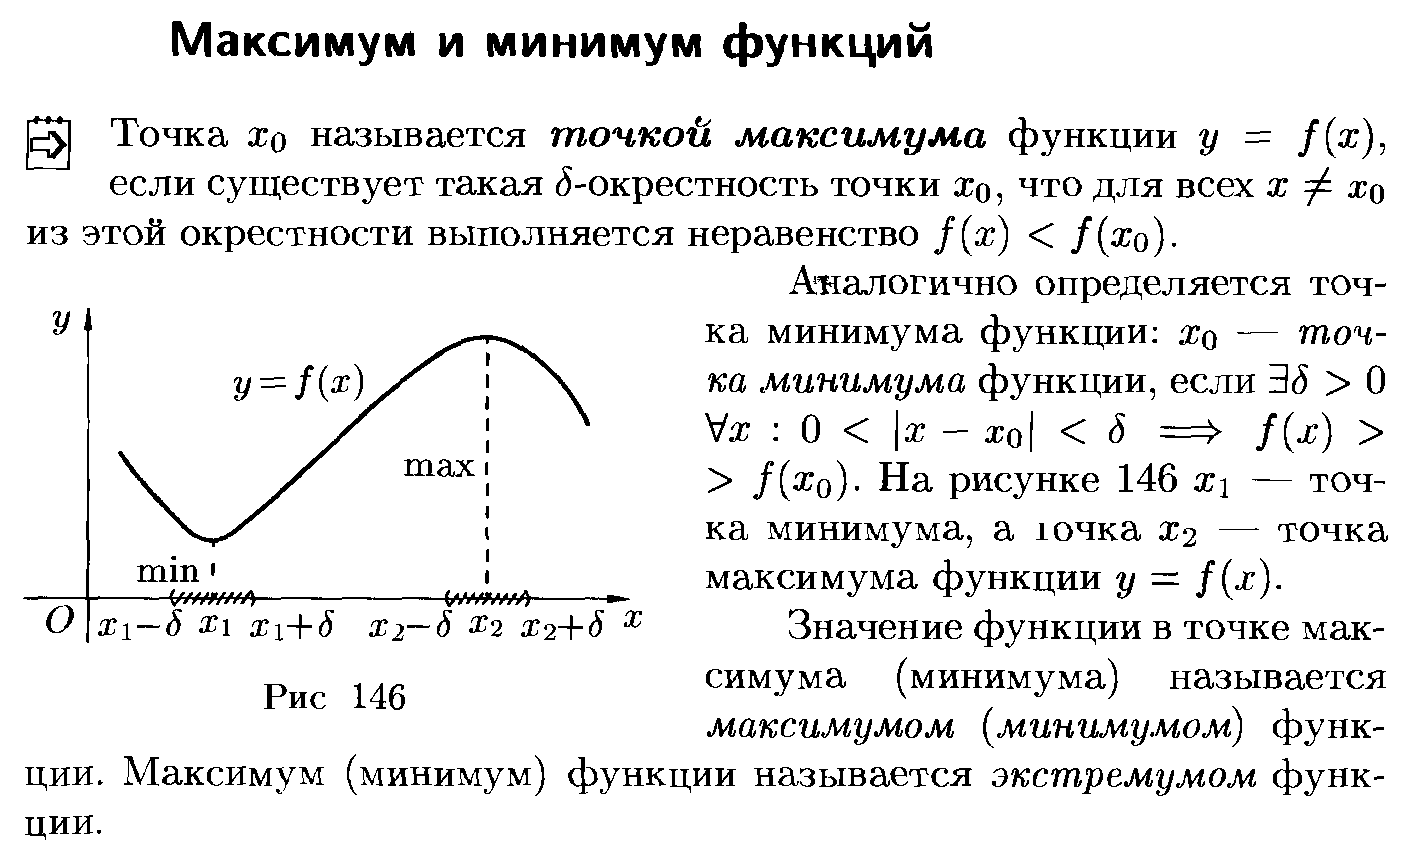 Максимум и минимум функций
Точка x₀ называется точкой максимума функции y = f(x),
если существует такая δ-окрестность точки x₀, что для всех x ≠ x₀
из этой окрестности выполняется неравенство f(x) < f(x₀).
Аналогично определяется точ-
ка минимума функции: x₀ — точ-
ка минимума функции, если ∃δ > 0
∀x : 0 < |x − x₀| < δ ⟹ f(x) >
> f(x₀). На рисунке 146 x₁ — точ-
ка минимума, а точка x₂ — точка
максимума функции y = f(x).
Значение функции в точке мак-
симума (минимума) называется
максимумом (минимумом) функ-
ции. Максимум (минимум) функции называется экстремумом функ-
ции.
y
y = f(x)
max
min
O x₁−δ x₁ x₁+δ x₂−δ x₂ x₂+δ x
Рис 146